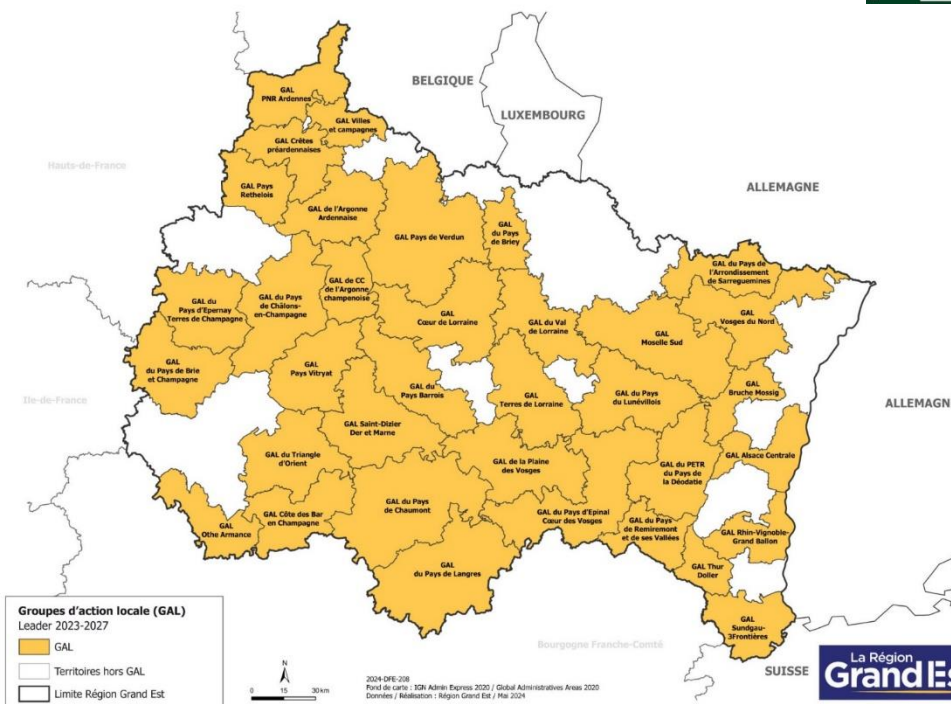 BELGIQUE
LUXEMBOURG
ALLEMAGNE
Hauts-de-France
GAL
PNR Ardennes
GAL Villes
et campagnes
GAL Crêtes
préardennaises
GAL Pays
Rethelois
GAL de l'Argonne
Ardennaise
GAL Pays de Verdun
GAL
du Pays
de Briey
GAL du Pays de
l'Arrondissement
de Sarreguemines
GAL du
Pays d'Epernay
Terres de Champagne
GAL du Pays
de Châlons-
en-Champagne
GAL de CC
de l'Argonne
champenoise
GAL
Cœur de Lorraine
GAL du Val
de Lorraine
GAL
Moselle Sud
GAL
Vosges du Nord
GAL
du Pays de Brie
et Champagne
GAL
Pays Vitryat
GAL du
Pays Barrois
GAL
Terres de Lorraine
GAL du Pays
du Lunévillois
GAL
Bruche Mossig
Ile-de-France
ALLEMAGN
GAL Saint-Dizier
Der et Marne
GAL du Triangle
d'Orient
GAL de la Plaine
des Vosges
GAL du PETR
du Pays de
la Déodatie
GAL Alsace Centrale
GAL
Othe Armance
GAL Côte des Bar
en Champagne
GAL du Pays
de Chaumont
GAL du Pays d'Epinal
Cœur des Vosges
GAL du Pays
de Remiremont
et de ses Vallées
GAL Rhin-Vignoble-
Grand Ballon
GAL
du Pays de Langres
GAL Thur
Doller
GAL
Sundgau-
3Frontières
Bourgogne Franche-Comté
SUISSE
Groupes d'action locale (GAL)
Leader 2023-2027
GAL
Territoires hors GAL
Limite Région Grand Est
N
0 15 30 km
2024-DFE-208
Fond de carte : IGN Admin Express 2020 / Global Administratives Areas 2020
Données / Réalisation : Région Grand Est / Mai 2024
La Région
Grand Es